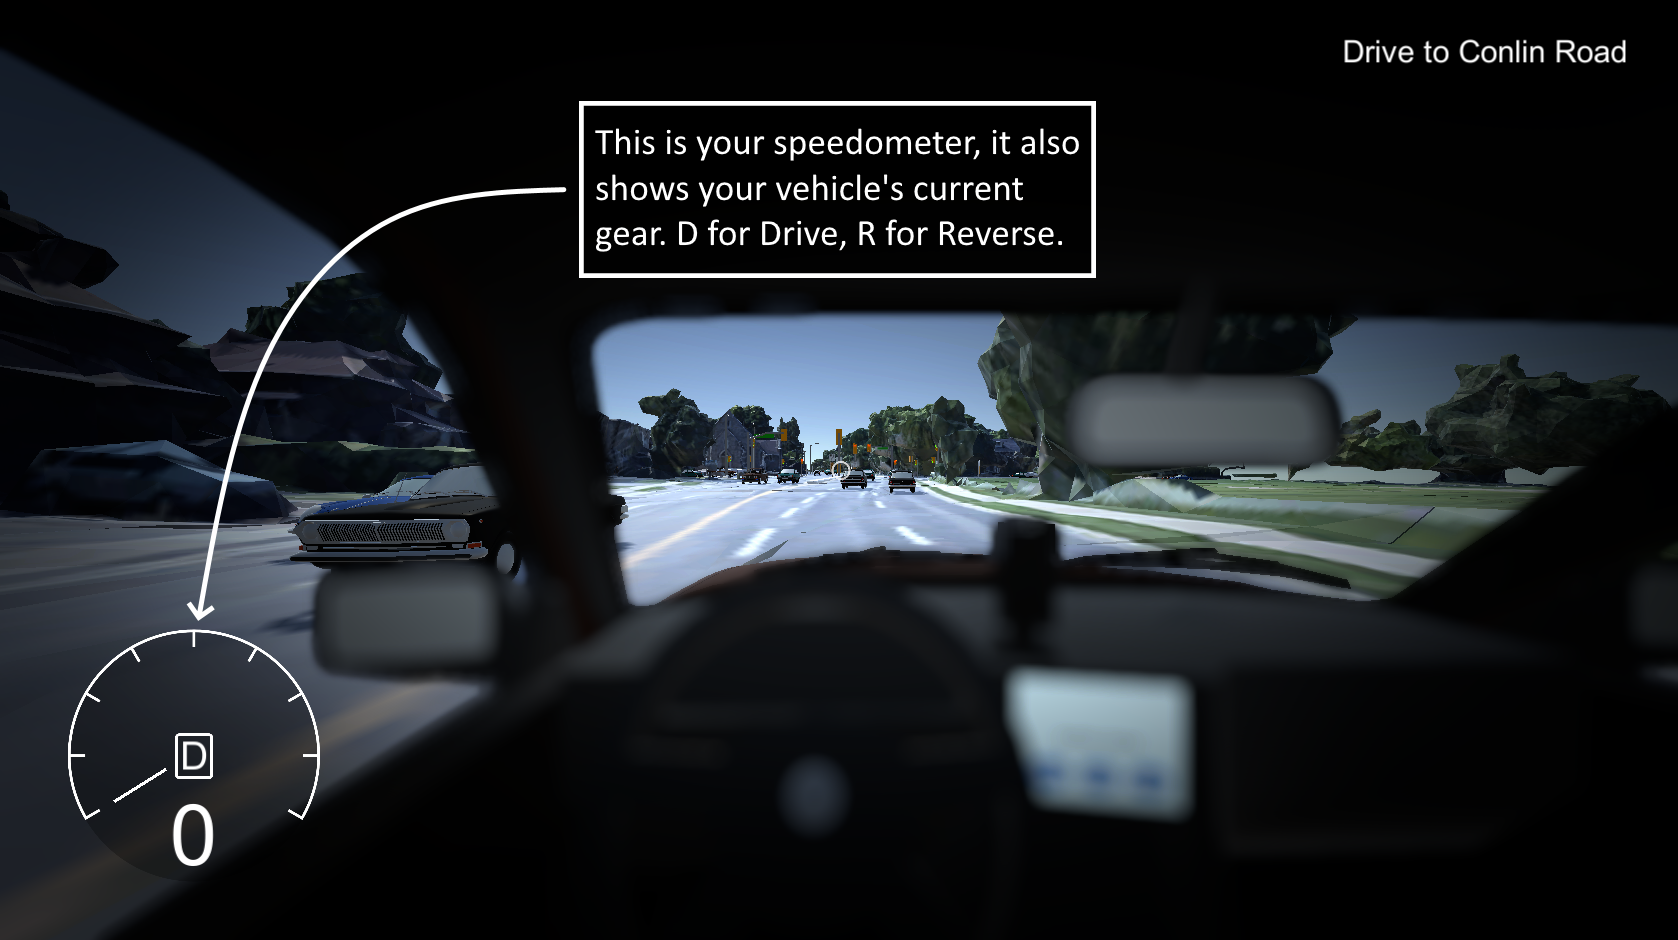 Drive to Conlin Road
This is your speedometer, it also
shows your vehicle's current
gear. D for Drive, R for Reverse.
D
0